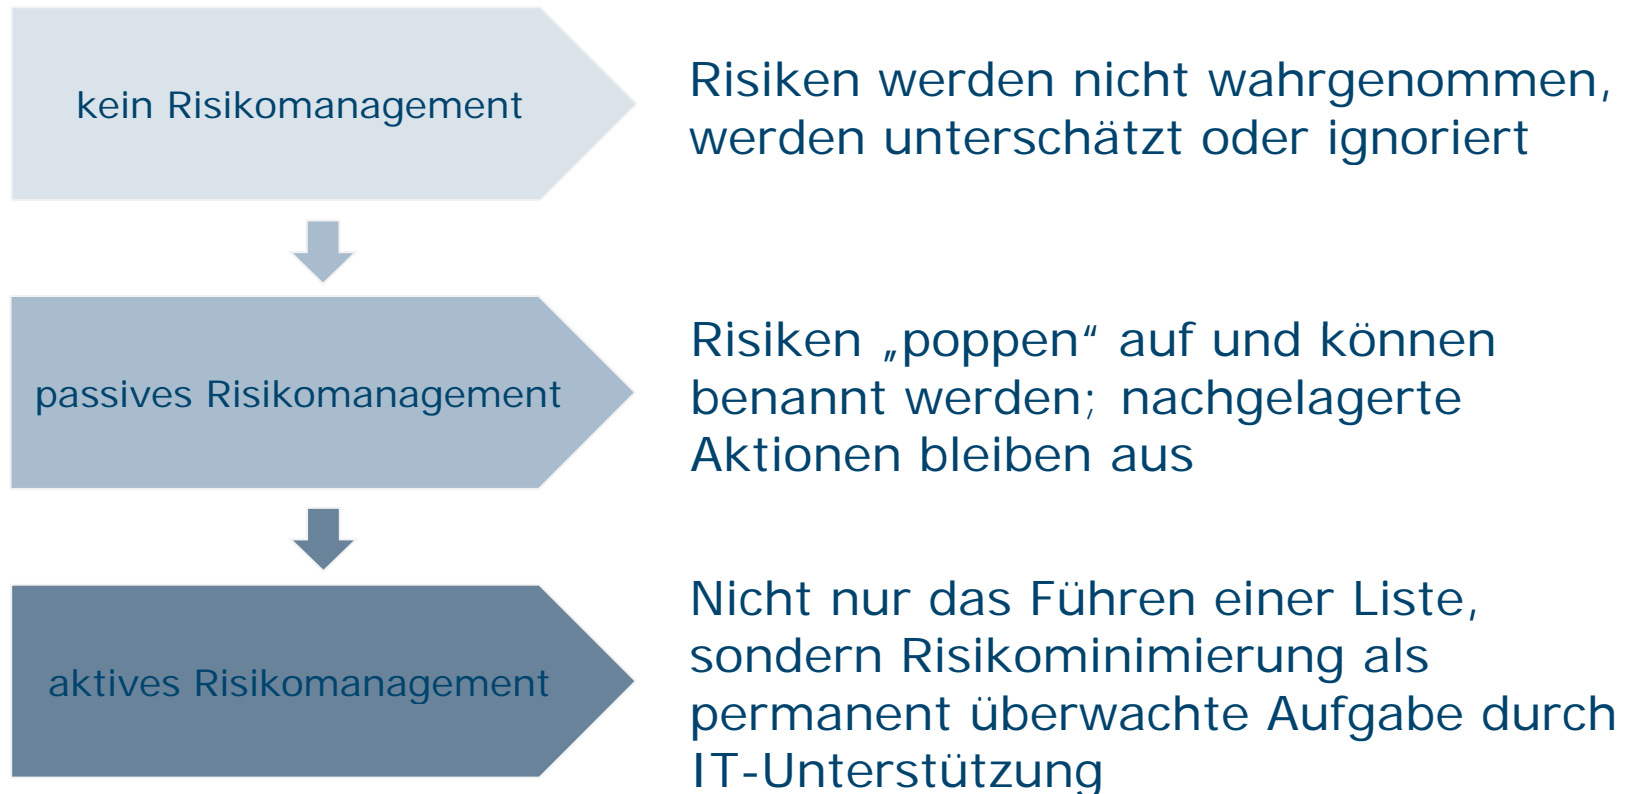 kein Risikomanagement
Risiken werden nicht wahrgenommen,
werden unterschätzt oder ignoriert
passives Risikomanagement
Risiken „poppen“ auf und können
benannt werden; nachgelagerte
Aktionen bleiben aus
aktives Risikomanagement
Nicht nur das Führen einer Liste,
sondern Risikominimierung als
permanent überwachte Aufgabe durch
IT-Unterstützung